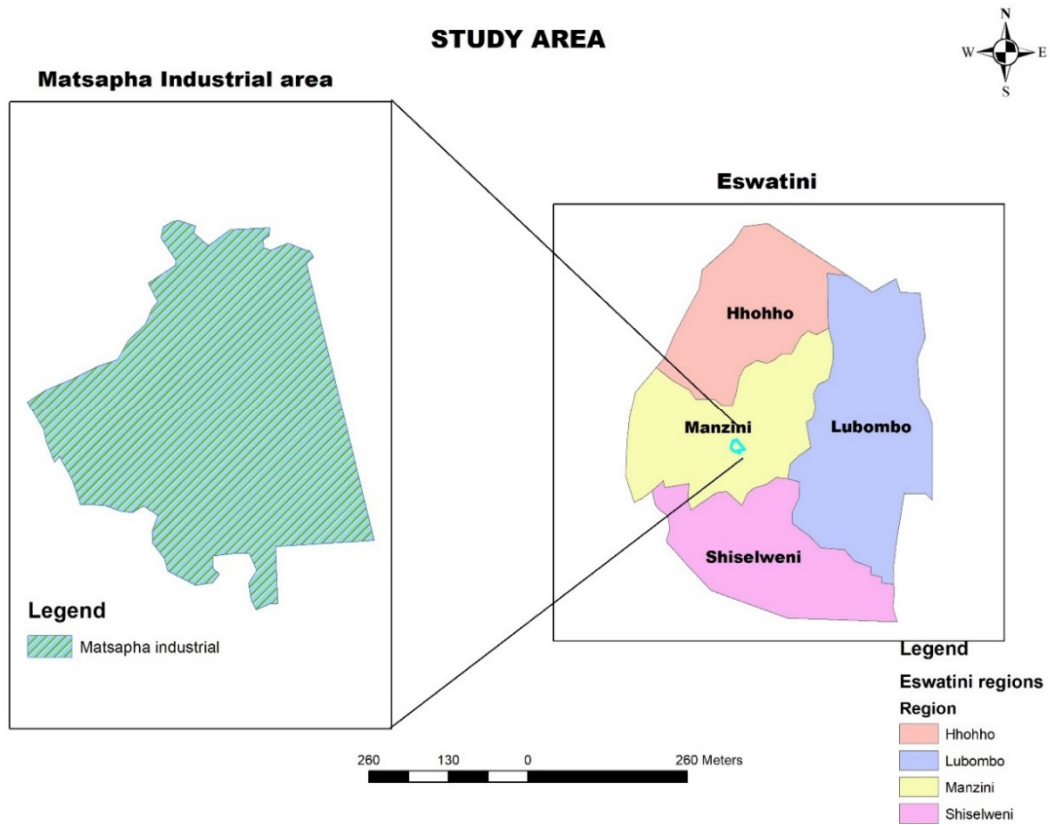 STUDY AREA
N
W E
S
Matsapha Industrial area
Legend
Matsapha industrial
Eswatini
Hhohho
Manzini
Lubombo
Shiselweni
Legend
Eswatini regions
Region
Hhohho
Lubombo
Manzini
Shiselweni
260 130 0 260 Meters